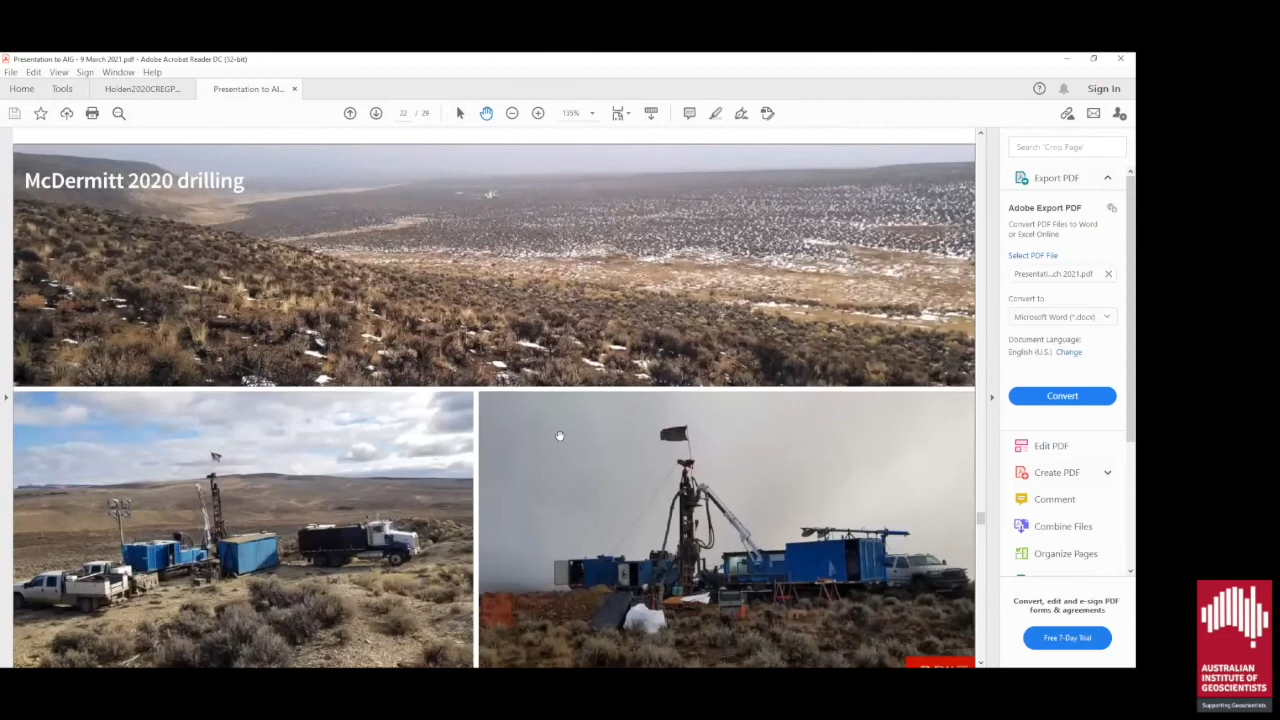 Presentation to AIG - 9 March 2021.pdf - Adobe Acrobat Reader DC (32-bit)
File Edit View Sign Window Help
Home Tools Holden2020CREGP... Presentation to AI... × Sign In
22 / 29 135%
McDermitt 2020 drilling
Search 'Crop Page'
Export PDF
Adobe Export PDF
Convert PDF Files to Word
or Excel Online
Select PDF File
Presentati...ch 2021.pdf
Convert to
Microsoft Word (*.docx)
Document Language:
English (U.S.) Change
Convert
Edit PDF
Create PDF
Comment
Combine Files
Organize Pages
Convert, edit and e-sign PDF
forms & agreements
Free 7-Day Trial
AUSTRALIAN
INSTITUTE OF
GEOSCIENTISTS
Supporting Geoscientists